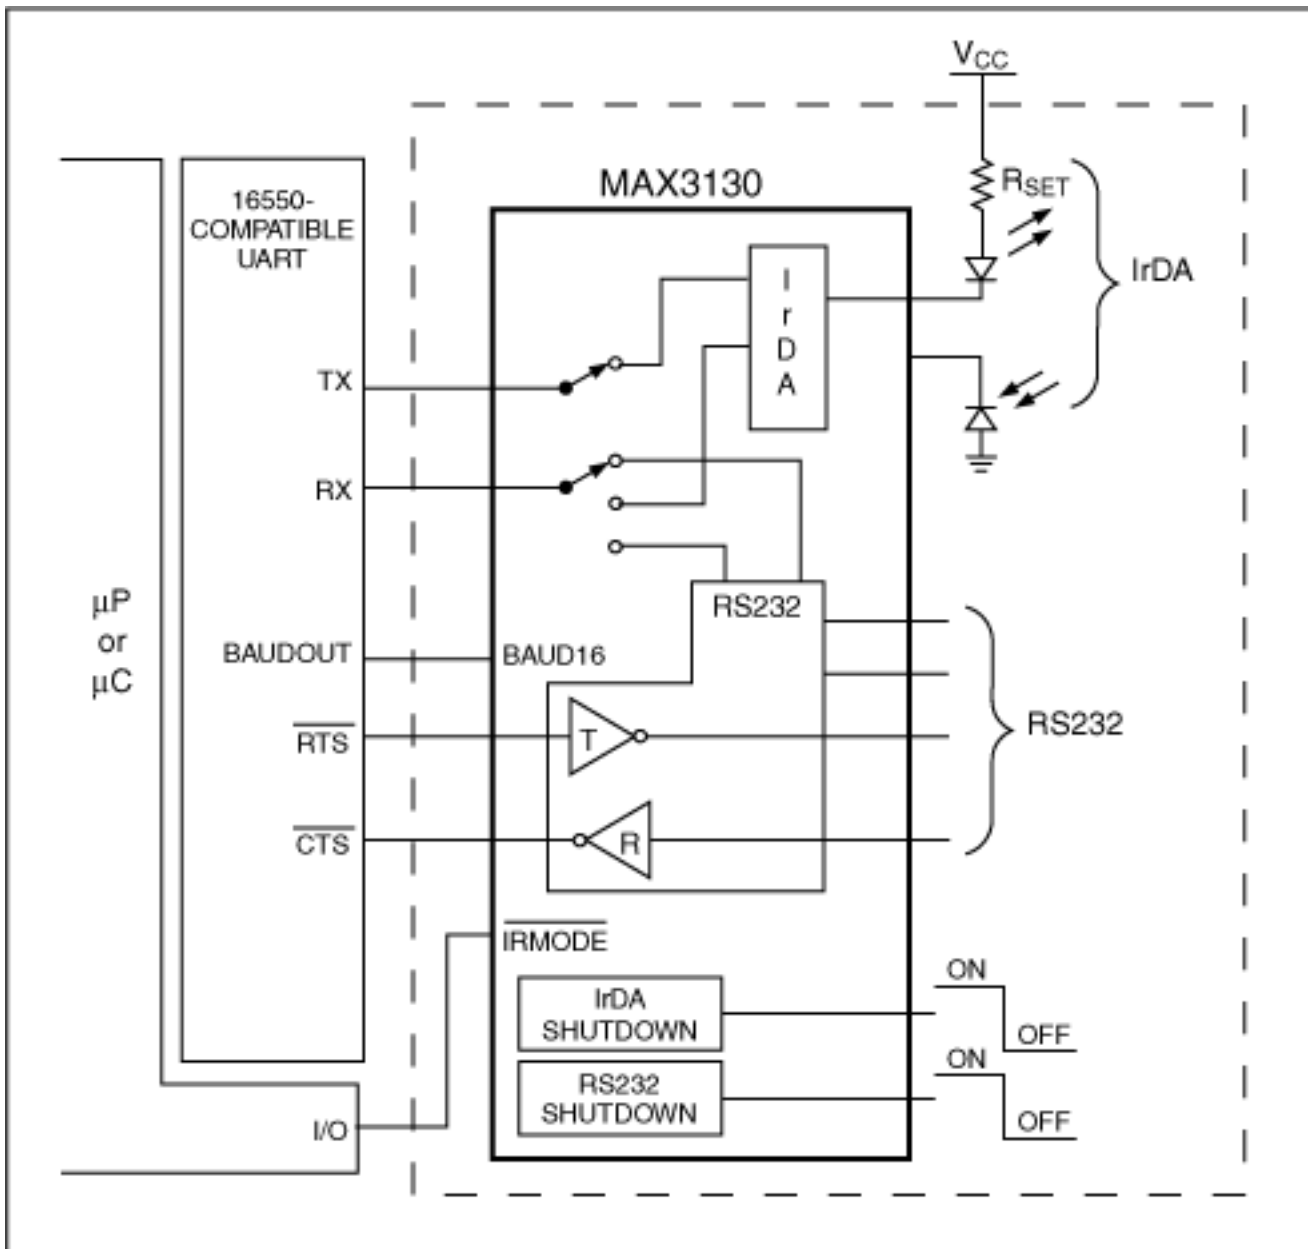 VCC
MAX3130
RSET
16550-
COMPATIBLE
UART
I
r
D
A
IrDA
TX
RX
μP
or
μC
RS232
BAUDOUT
BAUD16
RTS
T
RS232
CTS
R
IRMODE
IrDA
SHUTDOWN
ON
OFF
RS232
SHUTDOWN
ON
OFF
I/O